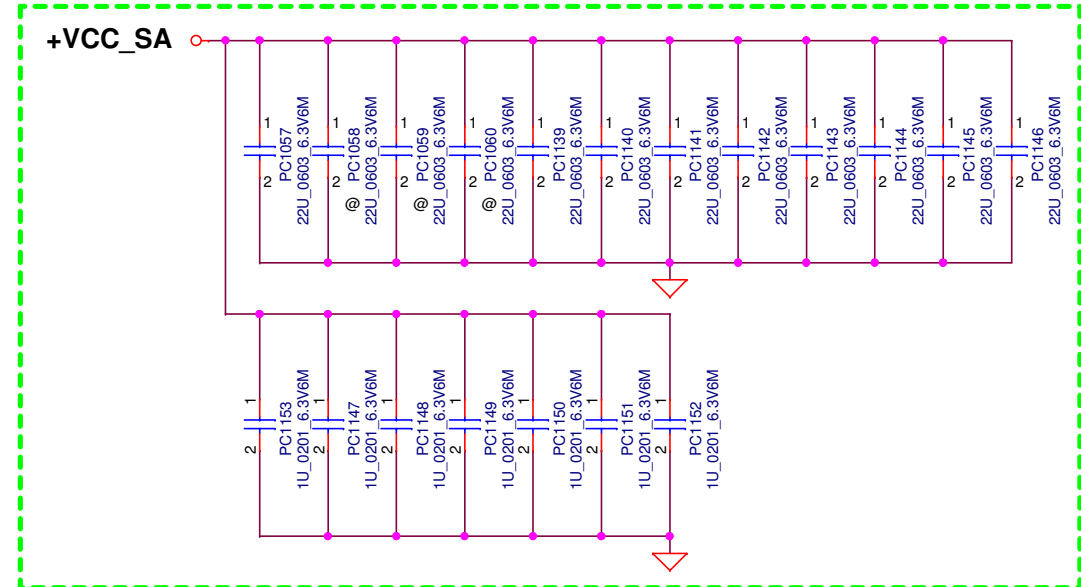 +VCC_SA
1
2
PC1057
22U_0603_6.3V6M
1
2
@
PC1058
22U_0603_6.3V6M
1
2
@
PC1059
22U_0603_6.3V6M
1
2
@
PC1060
22U_0603_6.3V6M
1
2
PC1139
22U_0603_6.3V6M
1
2
PC1140
22U_0603_6.3V6M
1
2
PC1141
22U_0603_6.3V6M
1
2
PC1142
22U_0603_6.3V6M
1
2
PC1143
22U_0603_6.3V6M
1
2
PC1144
22U_0603_6.3V6M
1
2
PC1145
22U_0603_6.3V6M
1
2
PC1146
22U_0603_6.3V6M
1
2
PC1153
1U_0201_6.3V6M
1
2
PC1147
1U_0201_6.3V6M
1
2
PC1148
1U_0201_6.3V6M
1
2
PC1149
1U_0201_6.3V6M
1
2
PC1150
1U_0201_6.3V6M
1
2
PC1151
1U_0201_6.3V6M
1
2
PC1152
1U_0201_6.3V6M